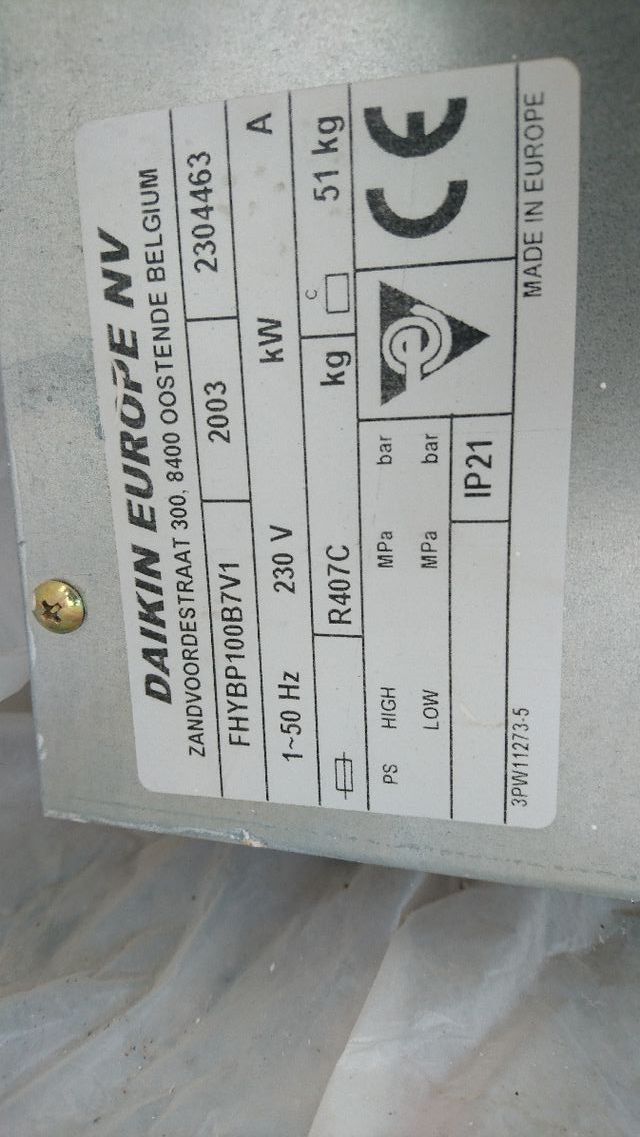 DAIKIN EUROPE NV
ZANDVOORDESTRAAT 300, 8400 OOSTENDE BELGIUM
FHYBP100B7V1 2003 2304463
1~50 Hz 230 V kW A
R407C kg C 51 kg
PS HIGH MPa bar
LOW MPa bar
IP21
e
CE
3PW11273-5 MADE IN EUROPE